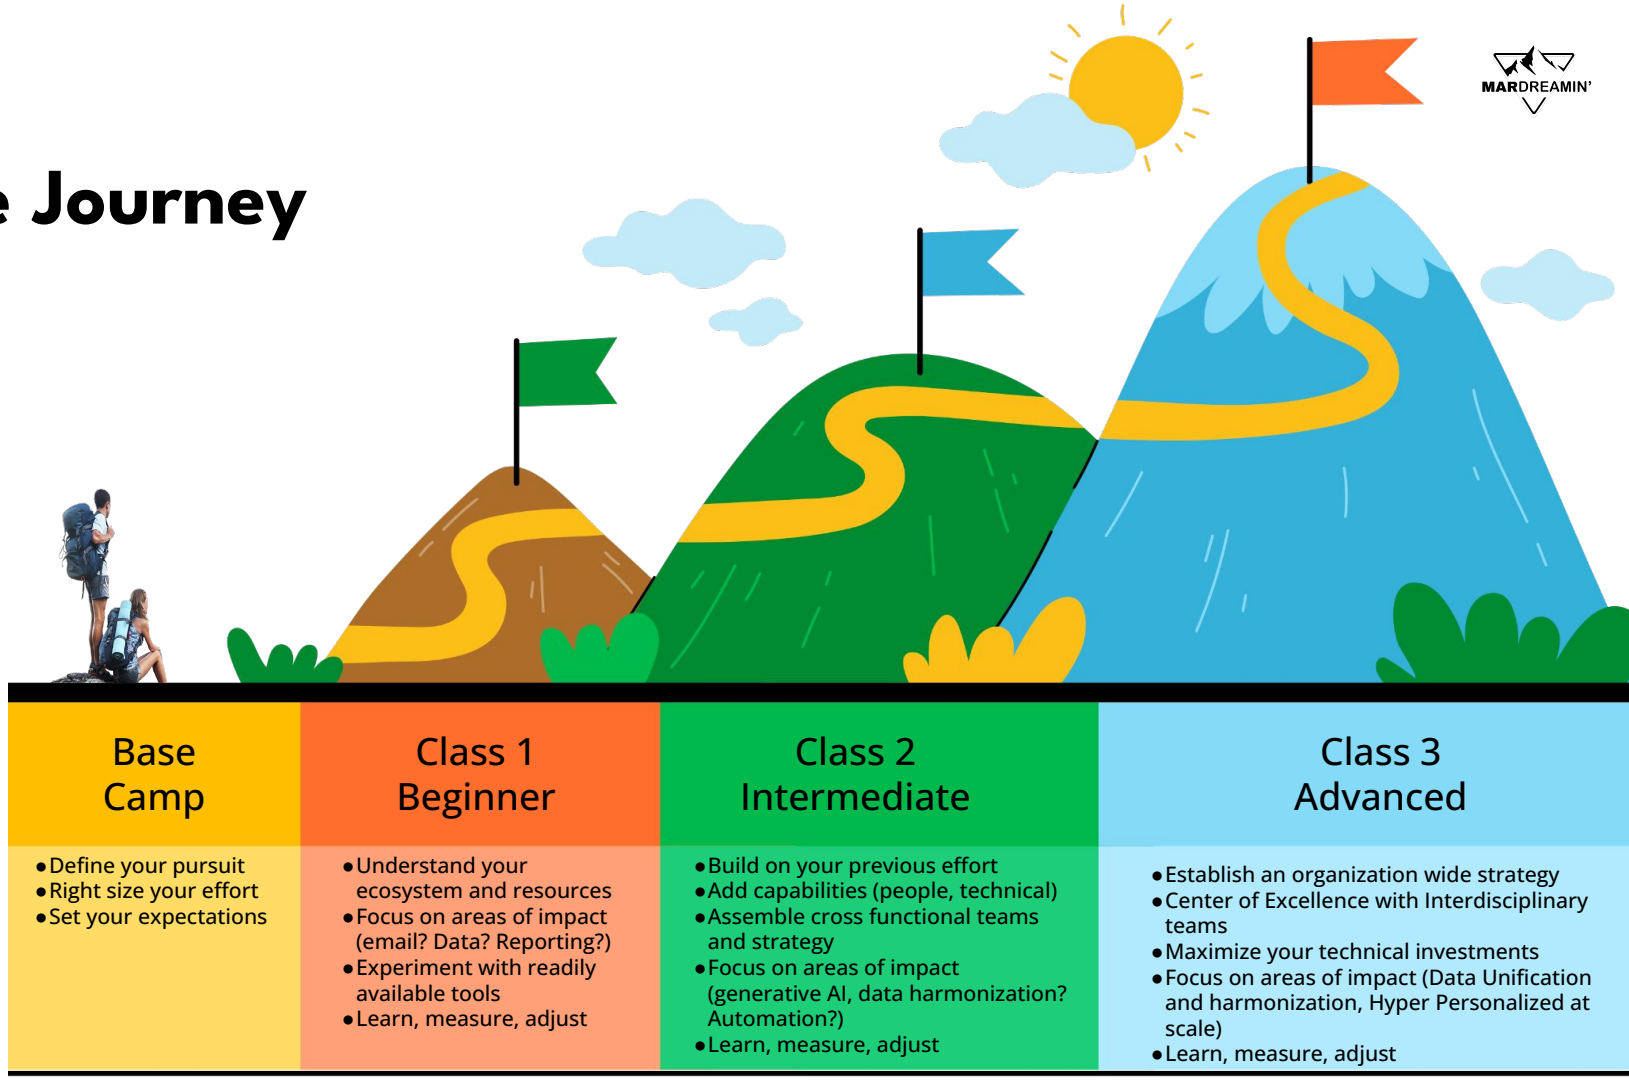 MARDREAMIN'
e Journey
Base
Camp
● Define your pursuit
● Right size your effort
● Set your expectations
Class 1
Beginner
● Understand your
ecosystem and resources
● Focus on areas of impact
(email? Data? Reporting?)
● Experiment with readily
available tools
● Learn, measure, adjust
Class 2
Intermediate
● Build on your previous effort
● Add capabilities (people, technical)
● Assemble cross functional teams
and strategy
● Focus on areas of impact
(generative AI, data harmonization?
Automation?)
● Learn, measure, adjust
Class 3
Advanced
● Establish an organization wide strategy
● Center of Excellence with Interdisciplinary
teams
● Maximize your technical investments
● Focus on areas of impact (Data Unification
and harmonization, Hyper Personalized at
scale)
● Learn, measure, adjust